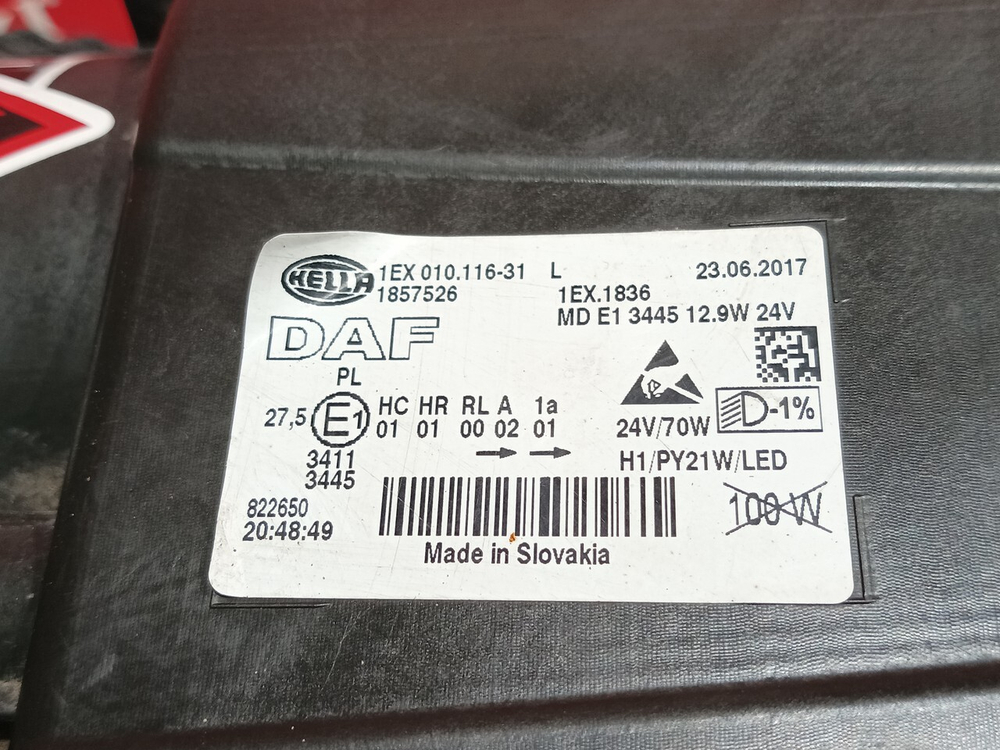 HELLA 1EX 010.116-31 L 23.06.2017
1857526 1EX.1836
MD E1 3445 12.9W 24V
DAF
PL
27,5 E1 HC HR RL A 1a
01 01 00 02 01
24V/70W D-1%
3411
3445
H1/PY21W/LED
822650
20:48:49
100 W
Made in Slovakia